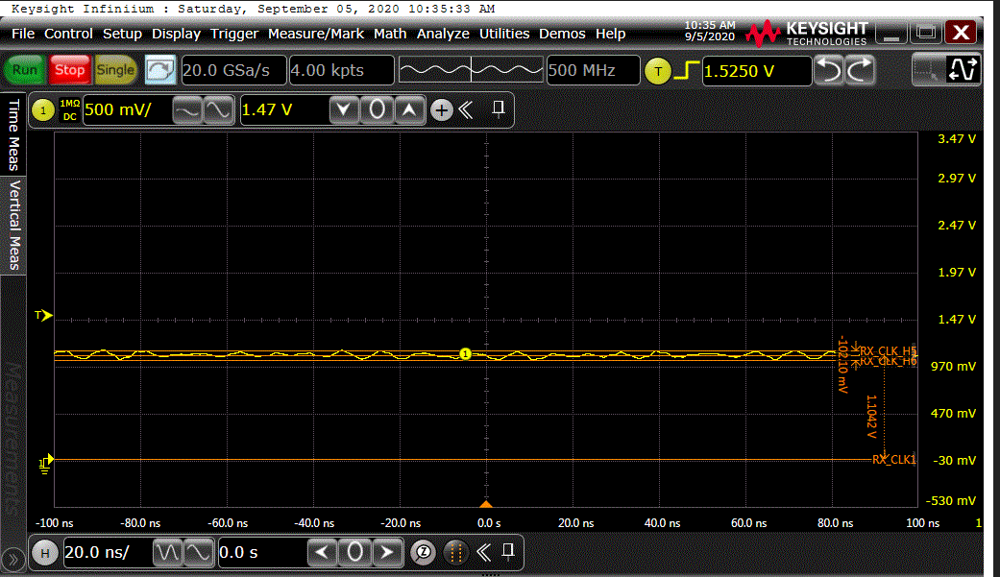 Keysight Infiniium : Saturday, September 05, 2020 10:35:33 AM
File Control Setup Display Trigger Measure/Mark Math Analyze Utilities Demos Help
10:35 AM
9/5/2020
KEYSIGHT
TECHNOLOGIES
Run Stop Single 20.0 GSa/s 4.00 kpts 500 MHz T 1.5250 V
1 1MΩ DC 500 mV/ 1.47 V
Time Meas
Vertical Meas
Measurements
3.47 V
2.97 V
2.47 V
1.97 V
T 1.47 V
1
-102.10 mV
RX_CLK_H5
RX_CLK_H6
970 mV
1.1042 V
470 mV
RX_CLK1
-30 mV
-530 mV
-100 ns -80.0 ns -60.0 ns -40.0 ns -20.0 ns 0.0 s 20.0 ns 40.0 ns 60.0 ns 80.0 ns 100 ns 1
H 20.0 ns/ 0.0 s Z